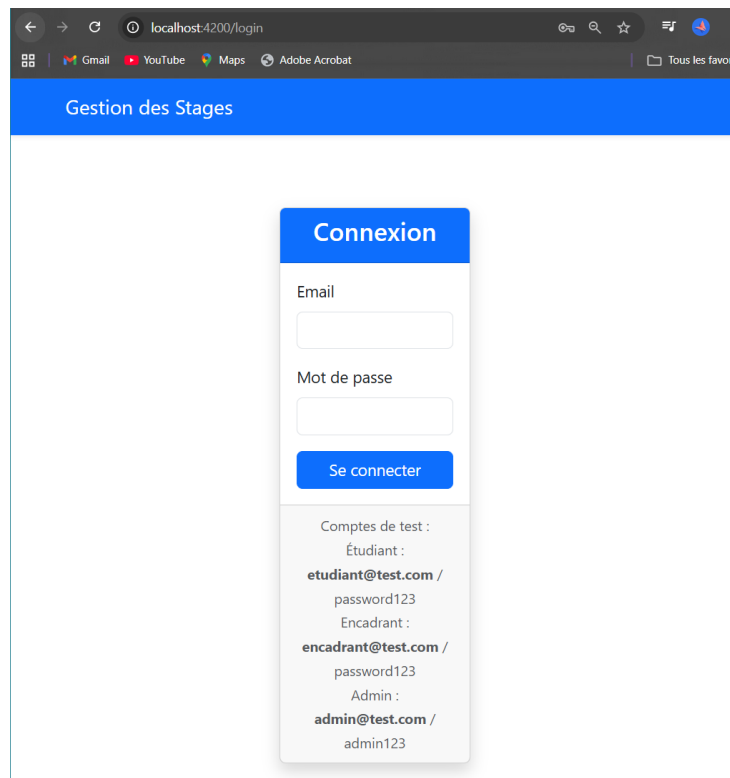 localhost:4200/login
Gmail YouTube Maps Adobe Acrobat Tous les favor
Gestion des Stages
Connexion
Email
Mot de passe
Se connecter
Comptes de test :
Étudiant :
etudiant@test.com /
password123
Encadrant :
encadrant@test.com /
password123
Admin :
admin@test.com /
admin123